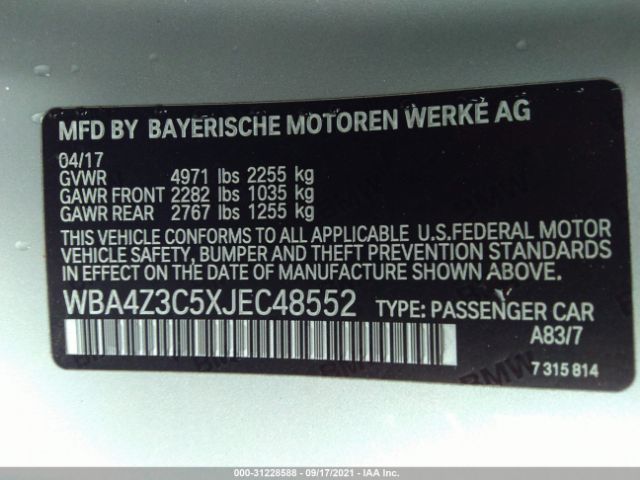 MFD BY BAYERISCHE MOTOREN WERKE AG
04/17
GVWR 4971 lbs 2255 kg
GAWR FRONT 2282 lbs 1035 kg
GAWR REAR 2767 lbs 1255 kg
THIS VEHICLE CONFORMS TO ALL APPLICABLE U.S.FEDERAL MOTOR
VEHICLE SAFETY, BUMPER AND THEFT PREVENTION STANDARDS
IN EFFECT ON THE DATE OF MANUFACTURE SHOWN ABOVE.
WBA4Z3C5XJEC48552 TYPE: PASSENGER CAR
A83/7
7 315 814
BMW
000-31228588 - 09/17/2021 - IAA Inc.